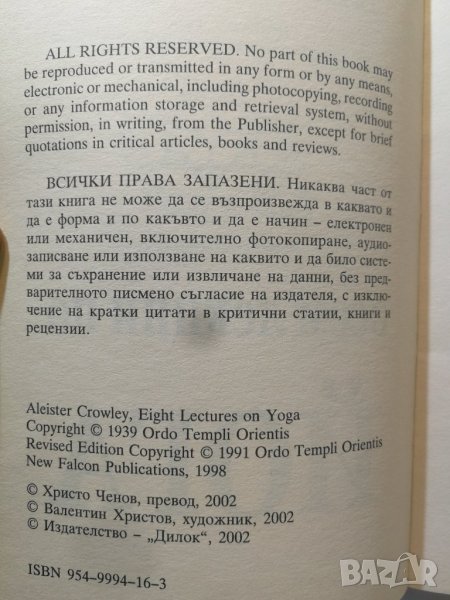 ALL RIGHTS RESERVED. No part of this book may
be reproduced or transmitted in any form or by any means,
electronic or mechanical, including photocopying, recording
or any information storage and retrieval system, without
permission, in writing, from the Publisher, except for brief
quotations in critical articles, books and reviews.
ВСИЧКИ ПРАВА ЗАПАЗЕНИ. Никаква част от
тази книга не може да се възпроизвежда в каквато и
да е форма и по какъвто и да е начин – електронен
или механичен, включително фотокопиране, аудио-
записване или използване на каквито и да било систе-
ми за съхранение или извличане на данни, без пред-
варителното писмено съгласие на издателя, с изклю-
чение на кратки цитати в критични статии, книги и
рецензии.
Aleister Crowley, Eight Lectures on Yoga
Copyright © 1939 Ordo Templi Orientis
Revised Edition Copyright © 1991 Ordo Templi Orientis
New Falcon Publications, 1998
© Христо Ченов, превод, 2002
© Валентин Христов, художник, 2002
© Издателство – „Дилок“, 2002
ISBN 954–9994–16–3
bazar